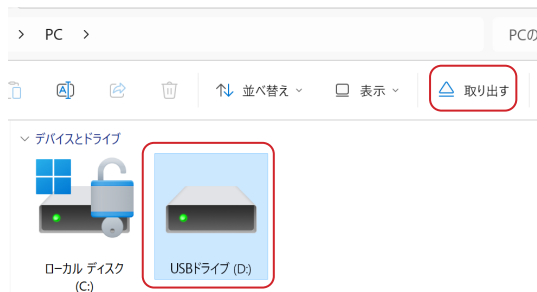 > PC >
PCの
並べ替え
表示
取り出す
デバイスとドライブ
ローカル ディスク
(C:)
USBドライブ (D:)